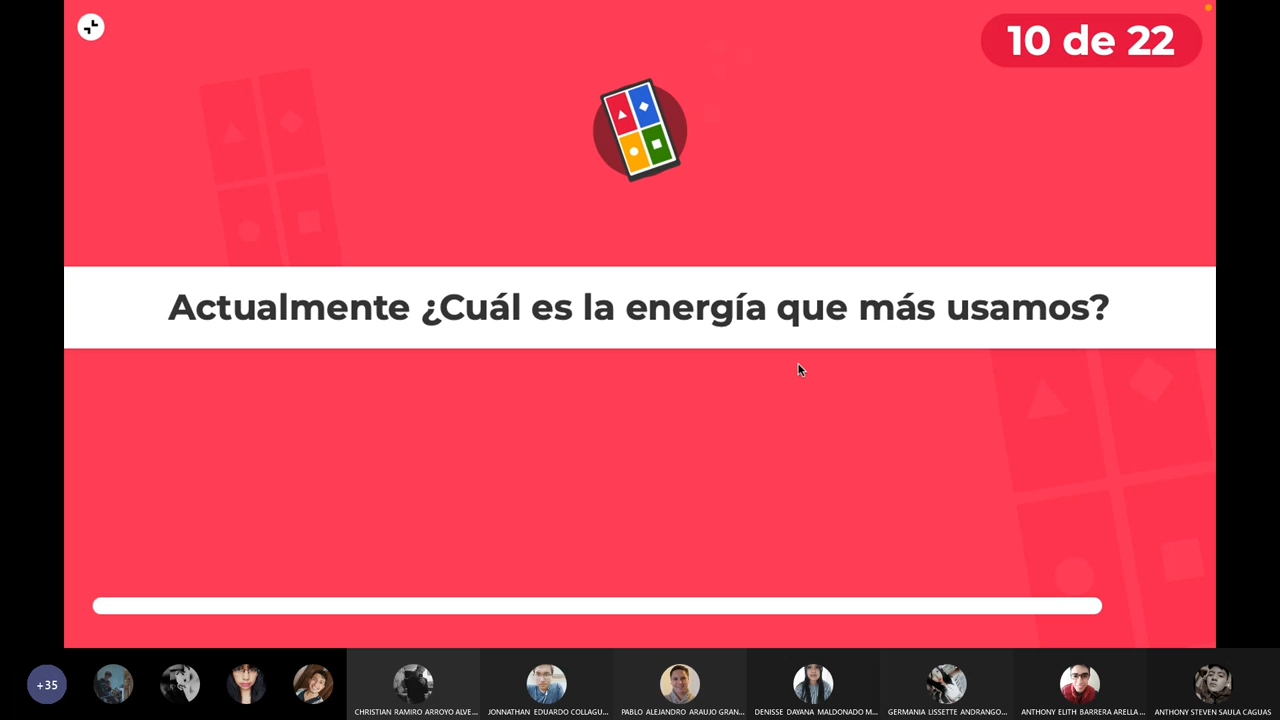 10 de 22
Actualmente ¿Cuál es la energía que más usamos?
+35
CHRISTIAN RAMIRO ARROYO ALVE...
JONNATHAN EDUARDO COLLAGU...
PABLO ALEJANDRO ARAUJO GRAN...
DENISSE DAYANA MALDONADO M...
GERMANIA LISSETTE ANDRANGO...
ANTHONY ELITH BARRERA ARELLA ...
ANTHONY STEVEN SAULA CAGUAS